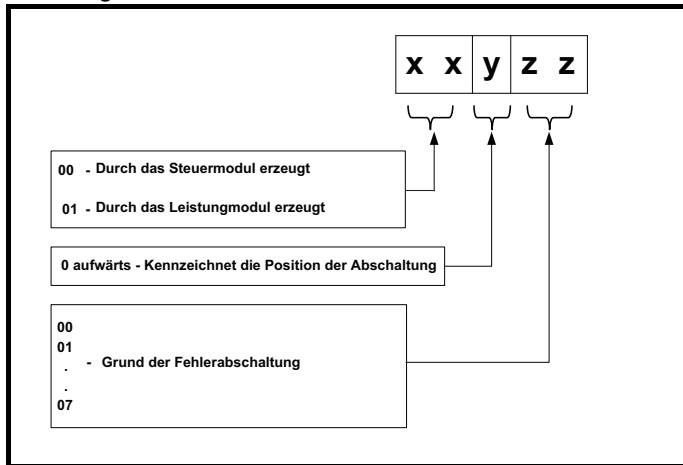 x x y z z
00 - Durch das Steuermodul erzeugt
01 - Durch das Leistungmodul erzeugt
0 aufwärts - Kennzeichnet die Position der Abschaltung
00
01
- Grund der Fehlerabschaltung
.
.
07